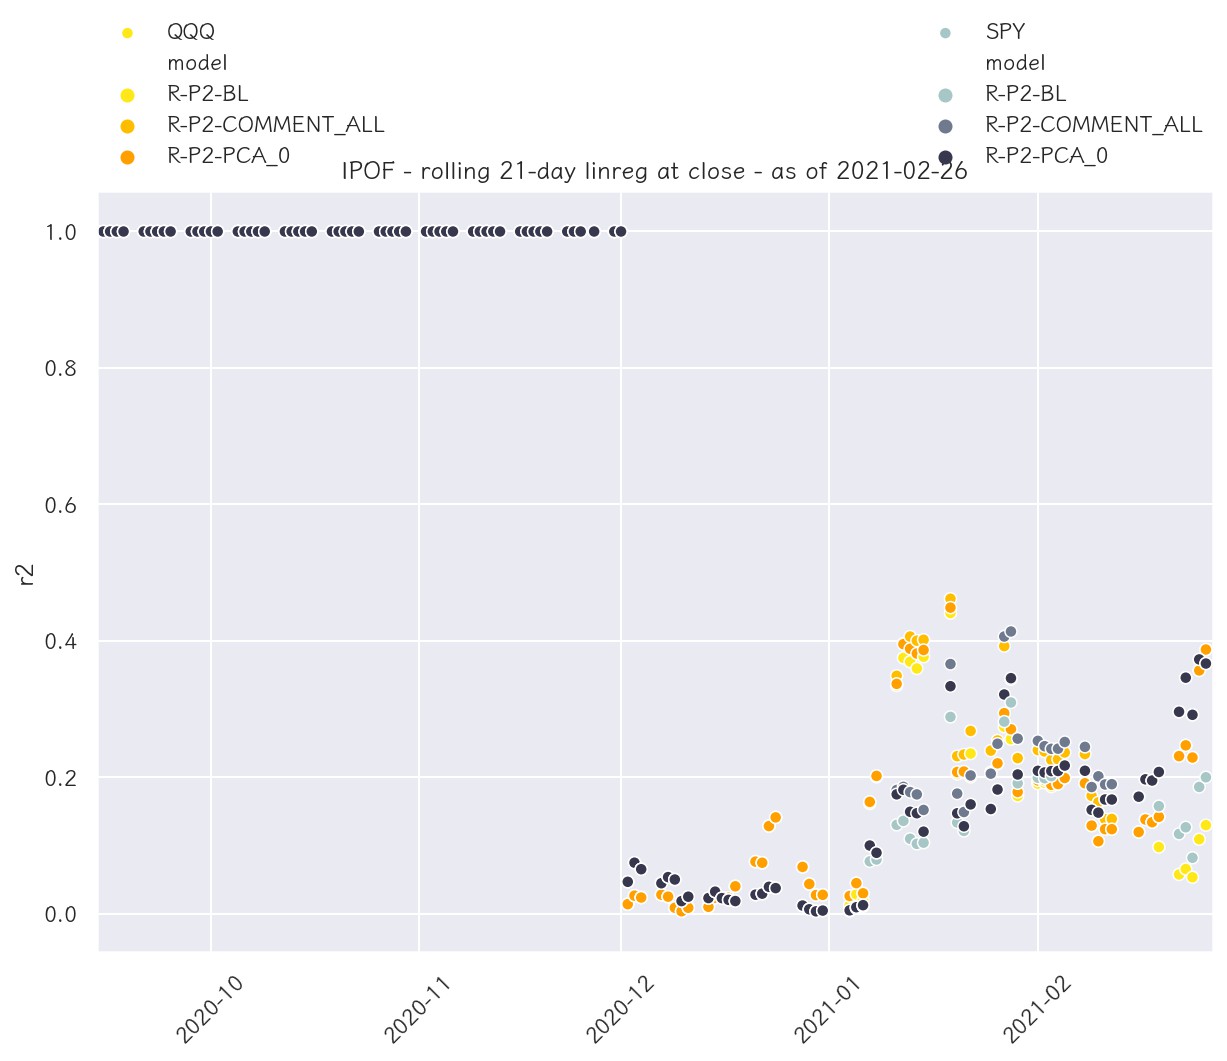 QQQ
model
R-P2-BL
R-P2-COMMENT_ALL
R-P2-PCA_0
SPY
model
R-P2-BL
R-P2-COMMENT_ALL
R-P2-PCA_0
IPOF - rolling 21-day linreg at close - as of 2021-02-26
1.0
0.8
0.6
0.4
0.2
0.0
r2
2020-10
2020-11
2020-12
2021-01
2021-02